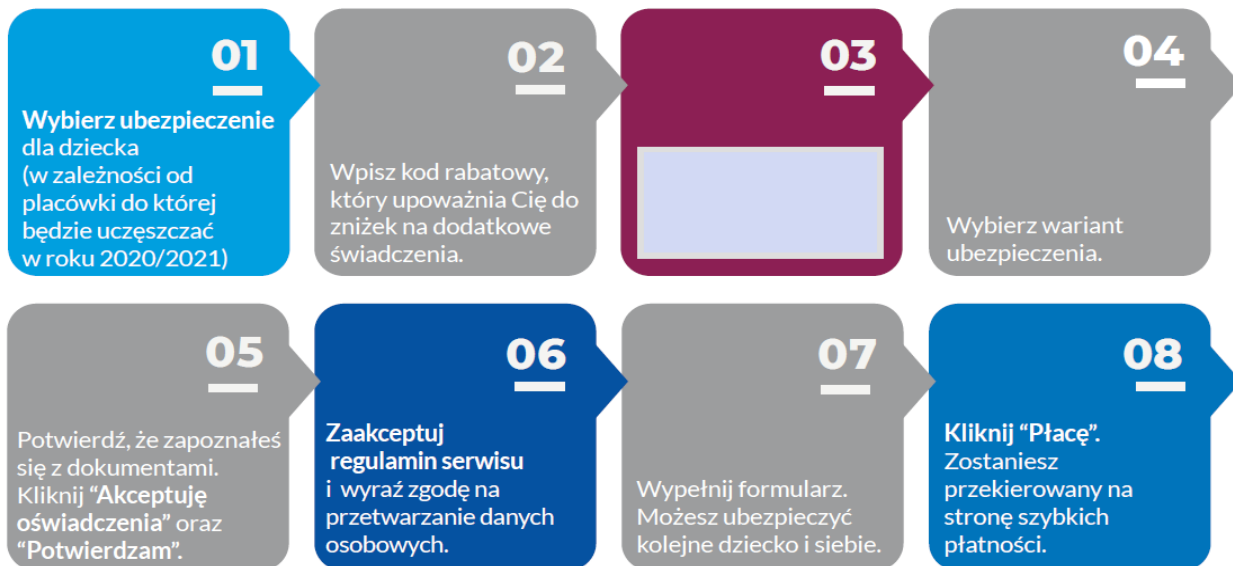 01
Wybierz ubezpieczenie
dla dziecka
(w zależności od
placówki do której
będzie uczęszczać
w roku 2020/2021)
02
Wpisz kod rabatowy,
który upoważnia Cię do
zniżek na dodatkowe
świadczenia.
03
04
Wybierz wariant
ubezpieczenia.
05
Potwierdź, że zapoznałeś
się z dokumentami.
Kliknij “Akceptuję
oświadczenia” oraz
“Potwierdzam”.
06
Zaakceptuj
regulamin serwisu
i wyraź zgodę na
przetwarzanie danych
osobowych.
07
Wypełnij formularz.
Możesz ubezpieczyć
kolejne dziecko i siebie.
08
Kliknij “Płacę”.
Zostaniesz
przekierowany na
stronę szybkich
płatności.